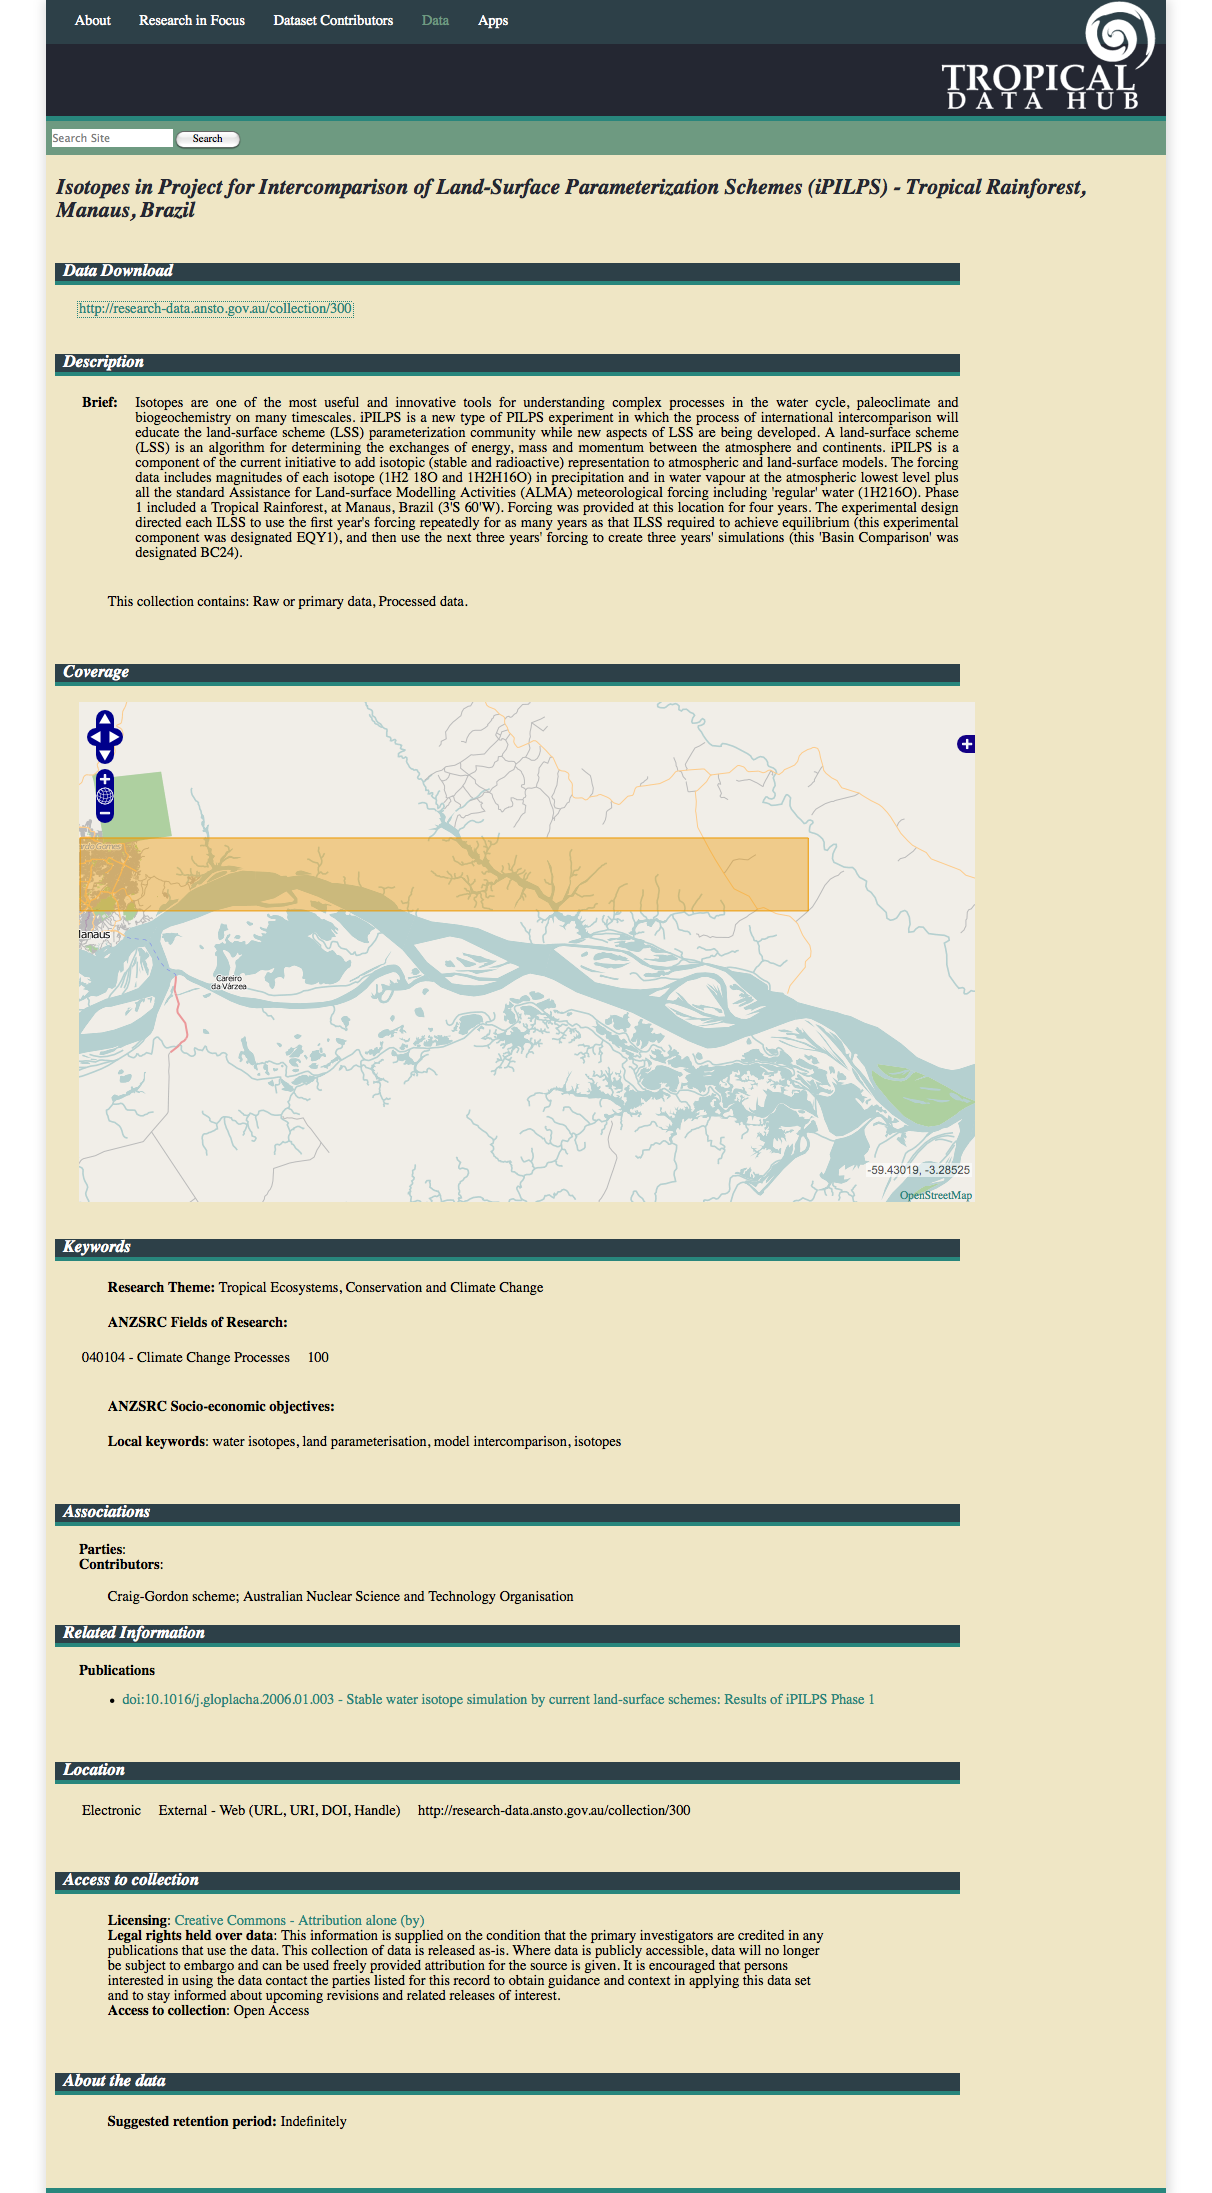 About Research in Focus Dataset Contributors Data Apps
TROPICAL
DATA HUB
Search Site Search
Isotopes in Project for Intercomparison of Land-Surface Parameterization Schemes (iPILPS) - Tropical Rainforest,
Manaus, Brazil
Data Download
http://research-data.ansto.gov.au/collection/300
Description
Brief: Isotopes are one of the most useful and innovative tools for understanding complex processes in the water cycle, paleoclimate and
biogeochemistry on many timescales. iPILPS is a new type of PILPS experiment in which the process of international intercomparison will
educate the land-surface scheme (LSS) parameterization community while new aspects of LSS are being developed. A land-surface scheme
(LSS) is an algorithm for determining the exchanges of energy, mass and momentum between the atmosphere and continents. iPILPS is a
component of the current initiative to add isotopic (stable and radioactive) representation to atmospheric and land-surface models. The forcing
data includes magnitudes of each isotope (1H2 18O and 1H2H16O) in precipitation and in water vapour at the atmospheric lowest level plus
all the standard Assistance for Land-surface Modelling Activities (ALMA) meteorological forcing including 'regular' water (1H216O). Phase
1 included a Tropical Rainforest, at Manaus, Brazil (3'S 60'W). Forcing was provided at this location for four years. The experimental design
directed each ILSS to use the first year's forcing repeatedly for as many years as that ILSS required to achieve equilibrium (this experimental
component was designated EQY1), and then use the next three years' forcing to create three years' simulations (this 'Basin Comparison' was
designated BC24).
This collection contains: Raw or primary data, Processed data.
Coverage
lanaus
Careiro
da Várzea
-59.43019, -3.28525
OpenStreetMap
Keywords
Research Theme: Tropical Ecosystems, Conservation and Climate Change
ANZSRC Fields of Research:
040104 - Climate Change Processes 100
ANZSRC Socio-economic objectives:
Local keywords: water isotopes, land parameterisation, model intercomparison, isotopes
Associations
Parties:
Contributors:
Craig-Gordon scheme; Australian Nuclear Science and Technology Organisation
Related Information
Publications
• doi:10.1016/j.gloplacha.2006.01.003 - Stable water isotope simulation by current land-surface schemes: Results of iPILPS Phase 1
Location
Electronic External - Web (URL, URI, DOI, Handle) http://research-data.ansto.gov.au/collection/300
Access to collection
Licensing: Creative Commons - Attribution alone (by)
Legal rights held over data: This information is supplied on the condition that the primary investigators are credited in any
publications that use the data. This collection of data is released as-is. Where data is publicly accessible, data will no longer
be subject to embargo and can be used freely provided attribution for the source is given. It is encouraged that persons
interested in using the data contact the parties listed for this record to obtain guidance and context in applying this data set
and to stay informed about upcoming revisions and related releases of interest.
Access to collection: Open Access
About the data
Suggested retention period: Indefinitely